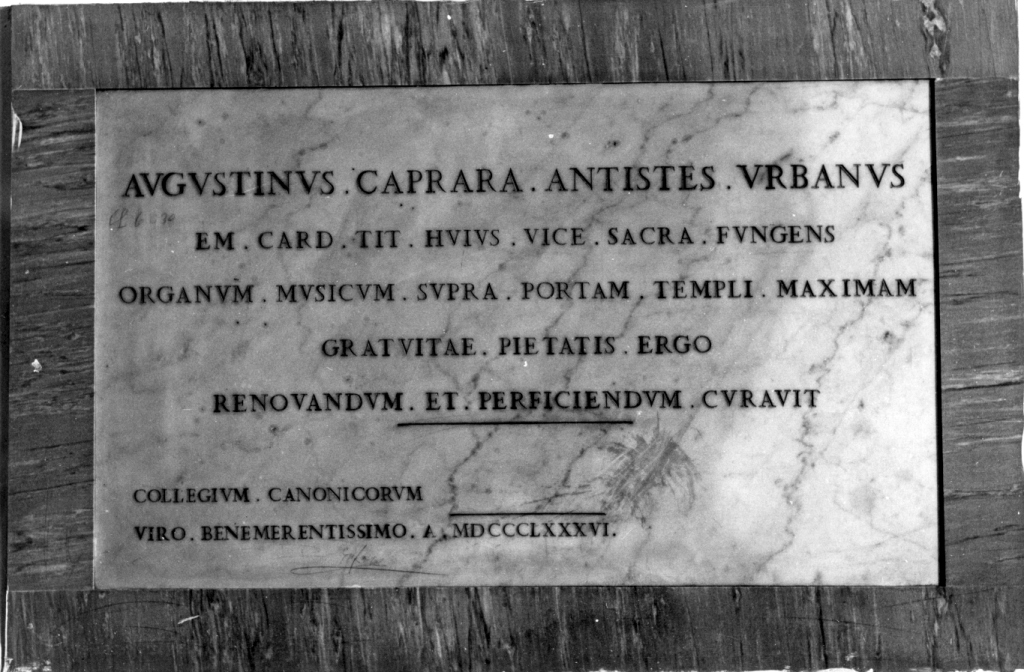 AVGVSTINVS . CAPRARA . ANTISTES . VRBANVS
EM . CARD . TIT . HVIVS . VICE . SACRA . FVNGENS
ORGANVM . MVSICVM . SVPRA . PORTAM . TEMPLI . MAXIMAM
GRATVITAE . PIETATIS . ERGO
RENOVANDVM . ET . PERFICIENDVM . CVRAVIT
COLLEGIVM . CANONICORVM
VIRO . BENEMERENTISSIMO . A . MDCCCLXXXVI .